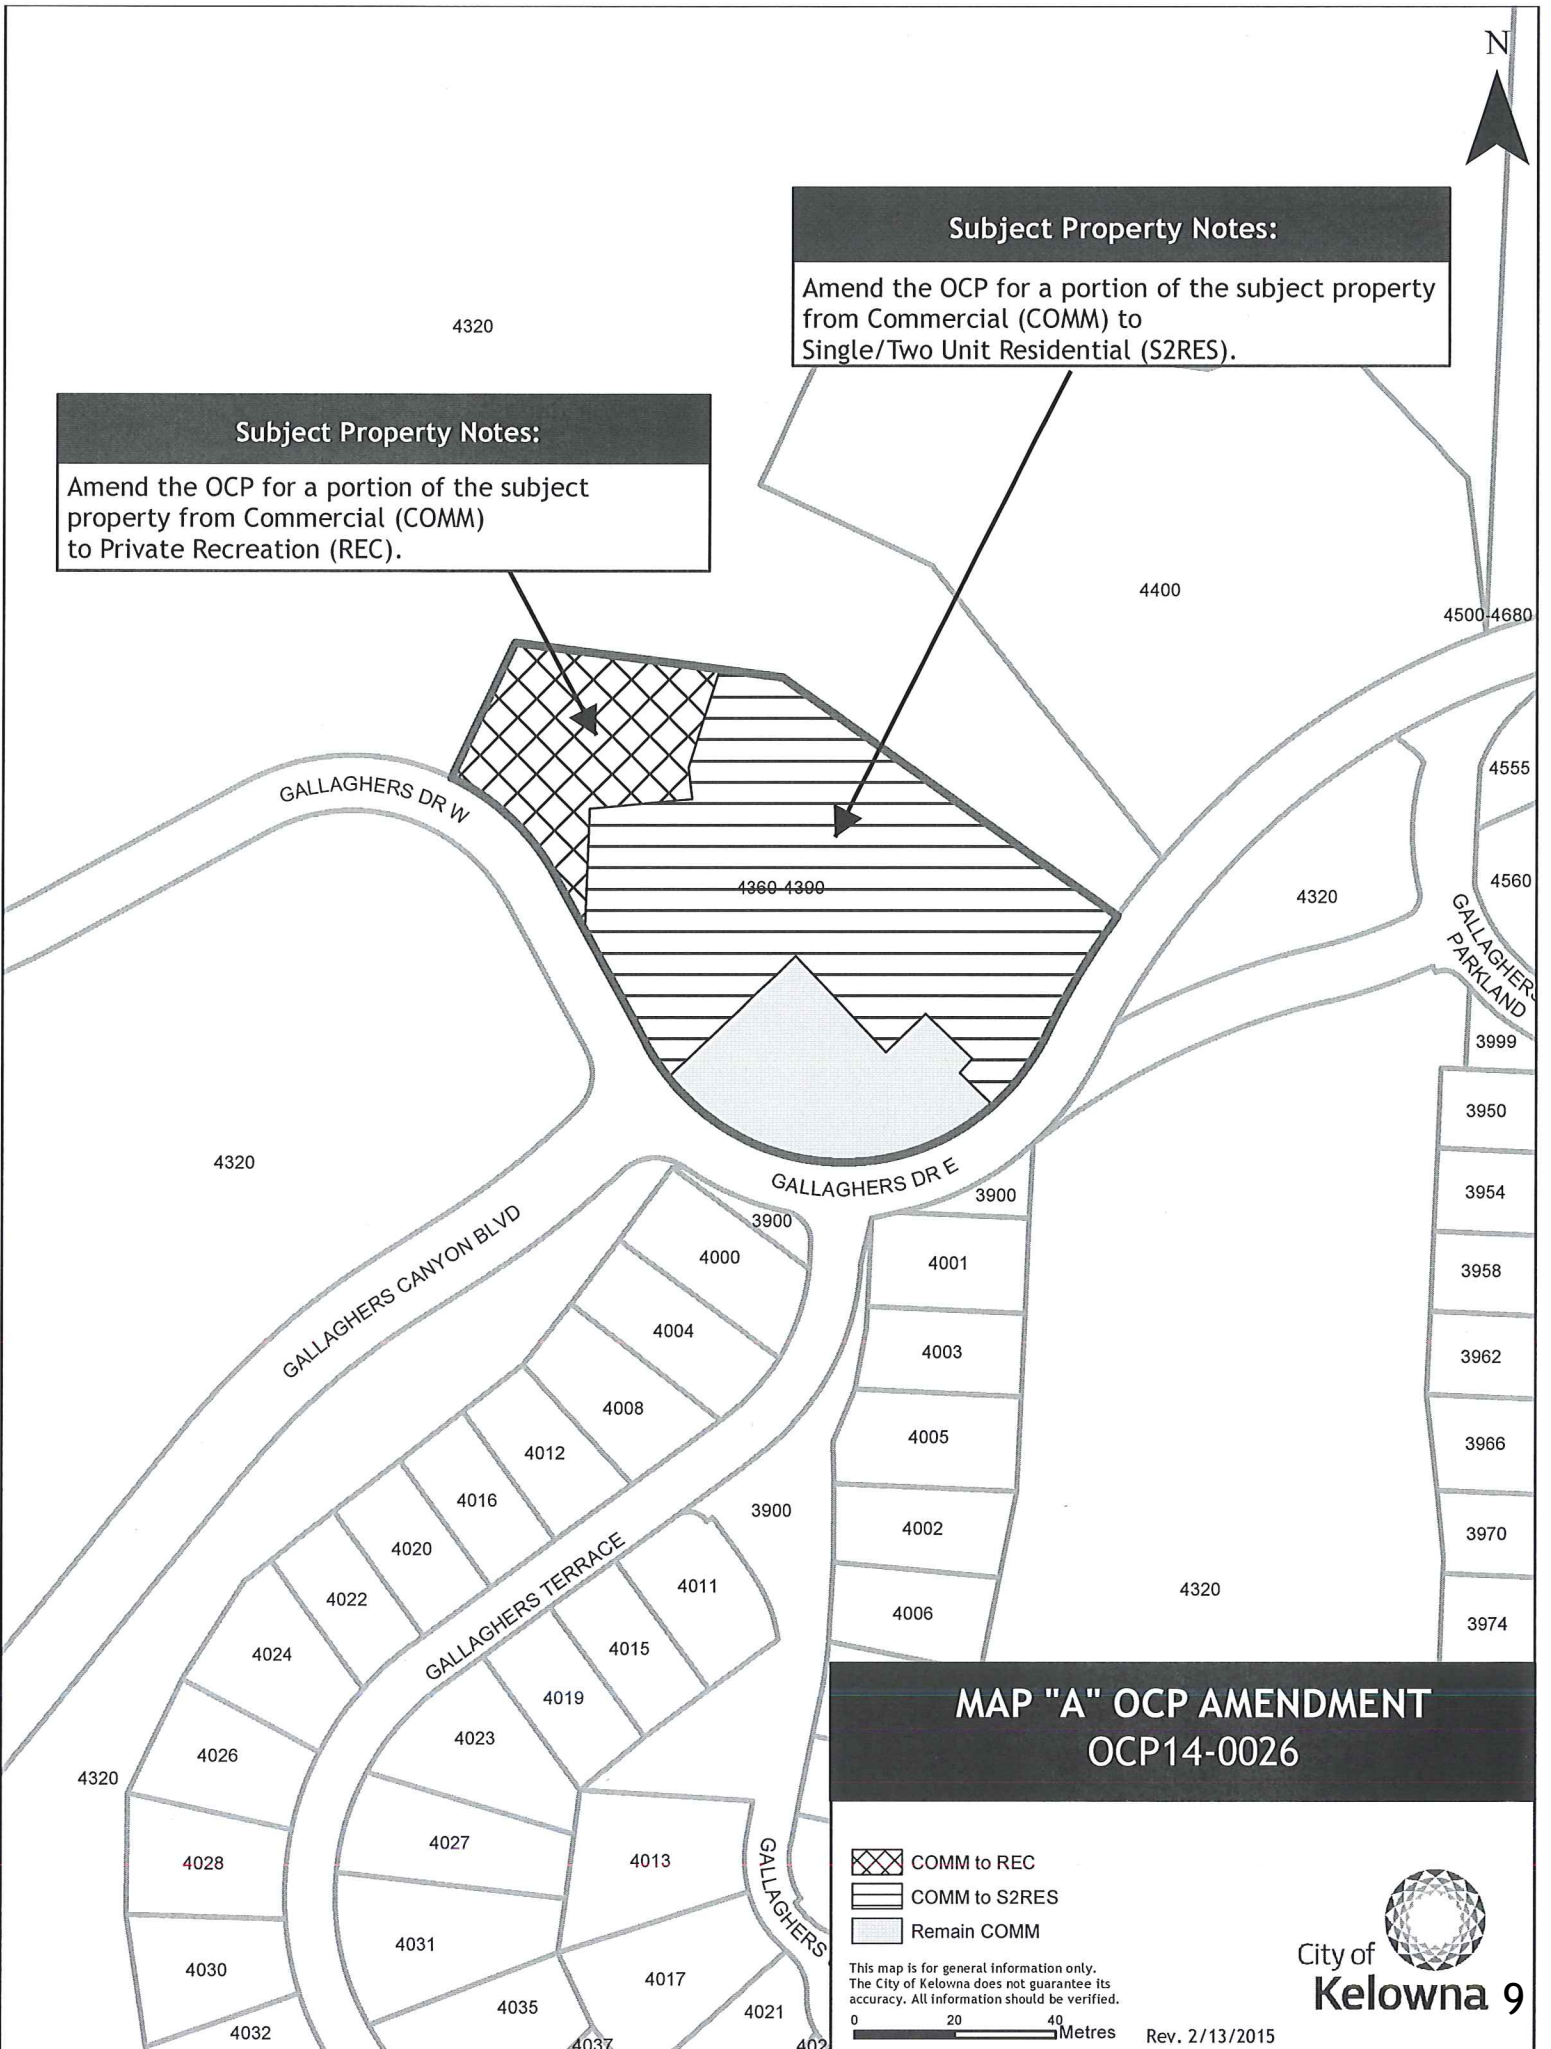 N
Subject Property Notes:
Amend the OCP for a portion of the subject property
from Commercial (COMM) to
Single/Two Unit Residential (S2RES).
4320
Subject Property Notes:
Amend the OCP for a portion of the subject
property from Commercial (COMM)
to Private Recreation (REC).
4400
4500-4680
4555
GALLAGHERS DR W
4360-4390
4560
4320
GALLAGHERS
PARKLAND
3999
3950
4320
GALLAGHERS DR E
3954
3900
3900
4000
4001
3958
GALLAGHERS CANYON BLVD
4004
4003
3962
4008
4005
3966
4012
4016
3900
4002
3970
4020
GALLAGHERS TERRACE
4011
4320
4022
4006
3974
4024
4015
4019
4023
4026
4320
MAP "A" OCP AMENDMENT
OCP14-0026
4027
4028
4013
GALLAGHERS
COMM to REC
COMM to S2RES
Remain COMM
4031
4030
4017
4035
4021
4032
4037
402
This map is for general information only.
The City of Kelowna does not guarantee its
accuracy. All information should be verified.
0 20 40 Metres
Rev. 2/13/2015
City of
Kelowna 9